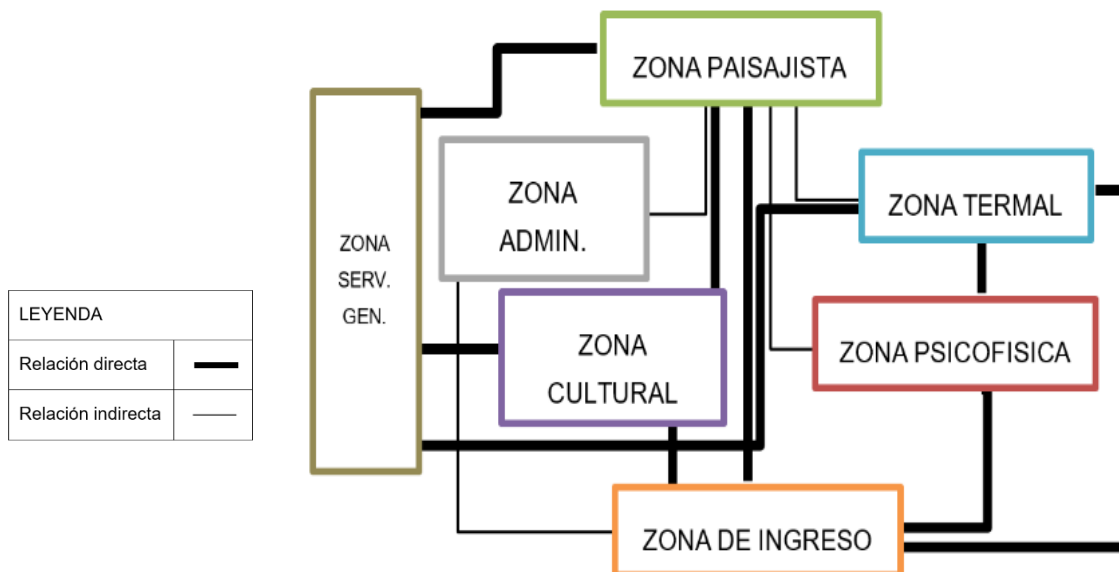 ZONA PAISAJISTA
ZONA
ADMIN.
ZONA TERMAL
ZONA
SERV.
GEN.
LEYENDA
Relación directa
Relación indirecta
ZONA
CULTURAL
ZONA PSICOFISICA
ZONA DE INGRESO